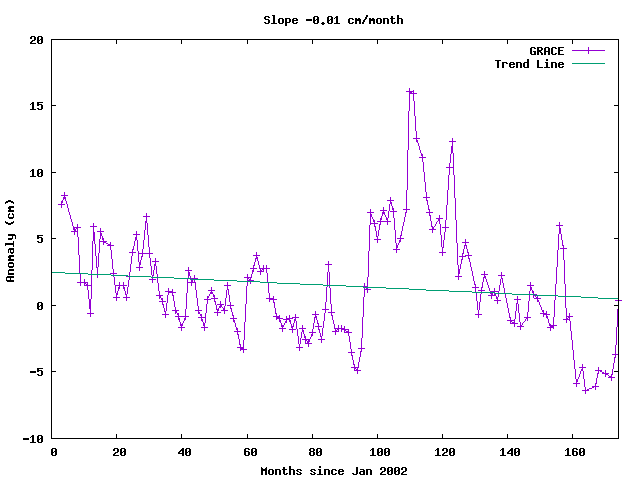 Slope -0.01 cm/month
20
GRACE
Trend Line
15
10
5
0
-5
-10
Anomaly (cm)
0 20 40 60 80 100 120 140 160
Months since Jan 2002